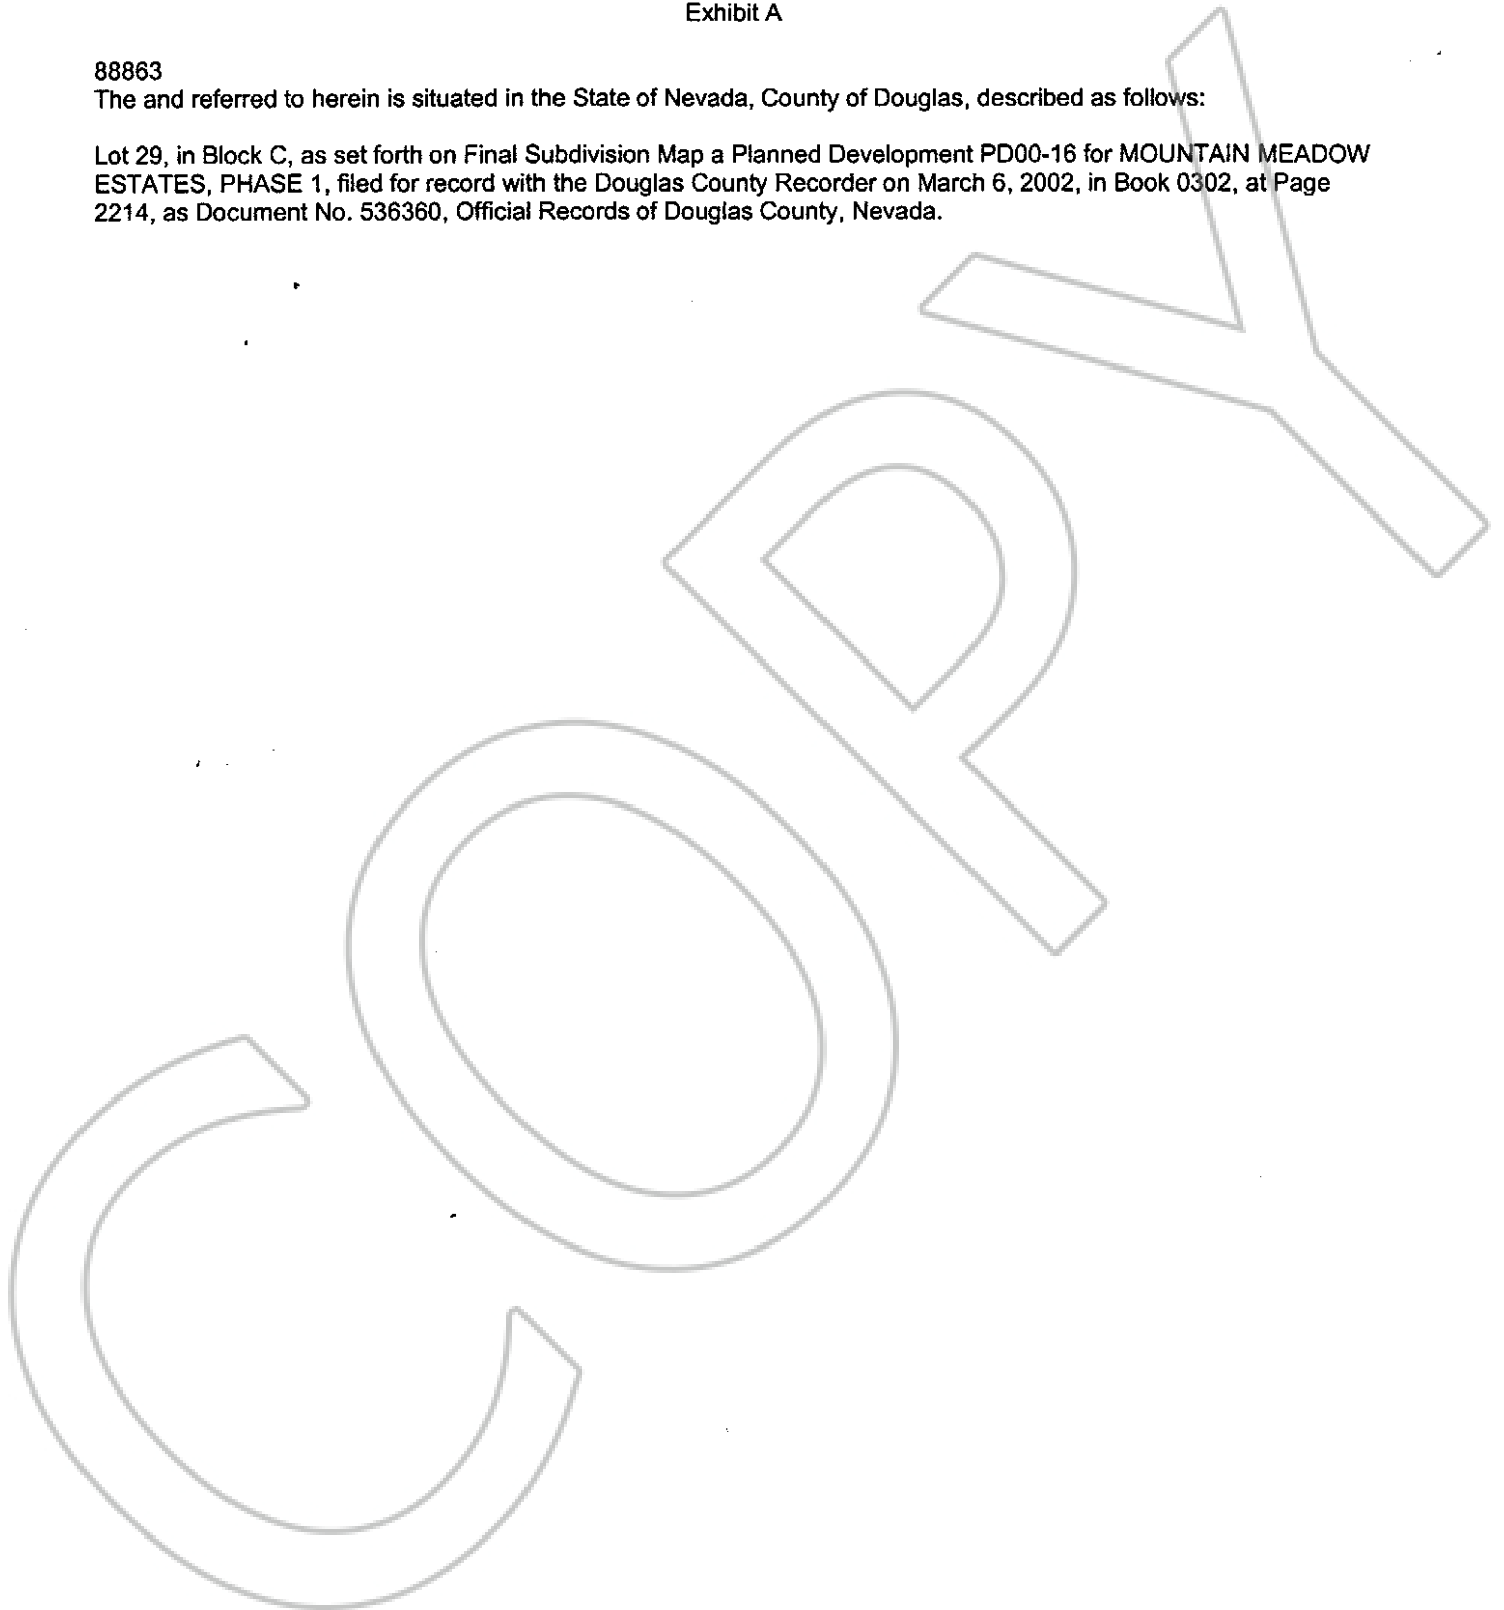 Exhibit A
88863
The and referred to herein is situated in the State of Nevada, County of Douglas, described as follows:
Lot 29, in Block C, as set forth on Final Subdivision Map a Planned Development PD00-16 for MOUNTAIN MEADOW
ESTATES, PHASE 1, filed for record with the Douglas County Recorder on March 6, 2002, in Book 0302, at Page
2214, as Document No. 536360, Official Records of Douglas County, Nevada.
COPY